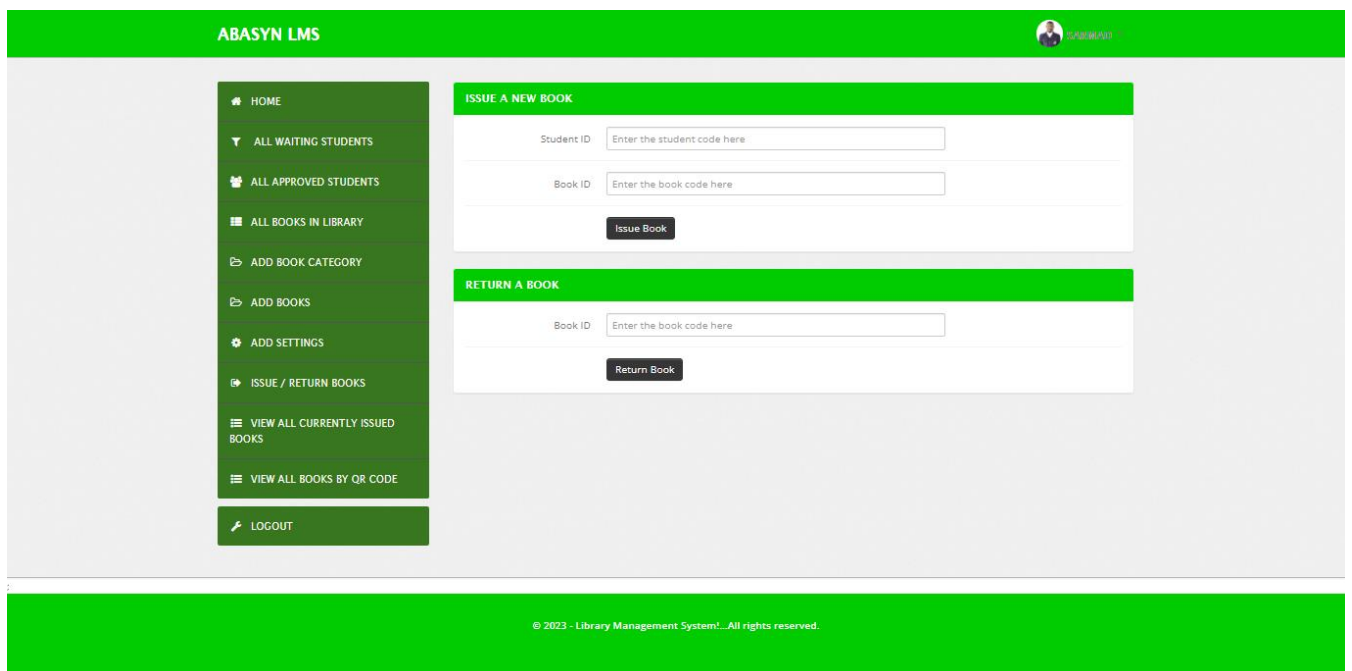 ABASYN LMS
HOME
ALL WAITING STUDENTS
ALL APPROVED STUDENTS
ALL BOOKS IN LIBRARY
ADD BOOK CATEGORY
ADD BOOKS
ADD SETTINGS
ISSUE / RETURN BOOKS
VIEW ALL CURRENTLY ISSUED
BOOKS
VIEW ALL BOOKS BY QR CODE
LOGOUT
ISSUE A NEW BOOK
Student ID Enter the student code here
Book ID Enter the book code here
Issue Book
RETURN A BOOK
Book ID Enter the book code here
Return Book
;
© 2023 - Library Management System!...All rights reserved.